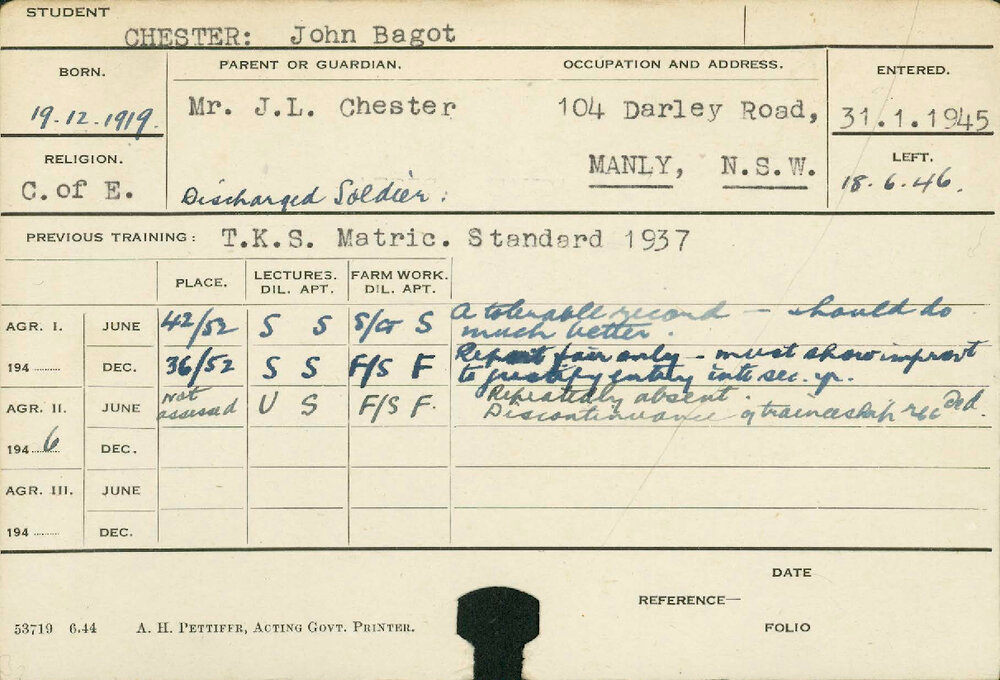 STUDENT
CHESTER: John Bagot
BORN. PARENT OR GUARDIAN. OCCUPATION AND ADDRESS. ENTERED.
19.12.1919. Mr. J.L. Chester 104 Darley Road, 31.1.1945
RELIGION. MANLY, N.S.W. LEFT.
C. of E. Discharged Soldier: 18.6.46.
PREVIOUS TRAINING: T.K.S. Matric. Standard 1937
PLACE. LECTURES. FARM WORK.
DIL. APT. DIL. APT.
AGR. I. JUNE 42/52 S S S/G S A tolerable record — should do
much better.
194 ........ DEC. 36/52 S S F/S F Report fair only - must show improvt
to justify entry into sec. yr.
AGR. II. JUNE Not assessed U S F/S F. Repeatedly absent.
Discontinuance of traineeship
194 6 DEC.
AGR. III. JUNE
194 ........ DEC.
DATE
REFERENCE—
FOLIO
53719 6.44 A. H. PETTIFER, ACTING GOVT. PRINTER.